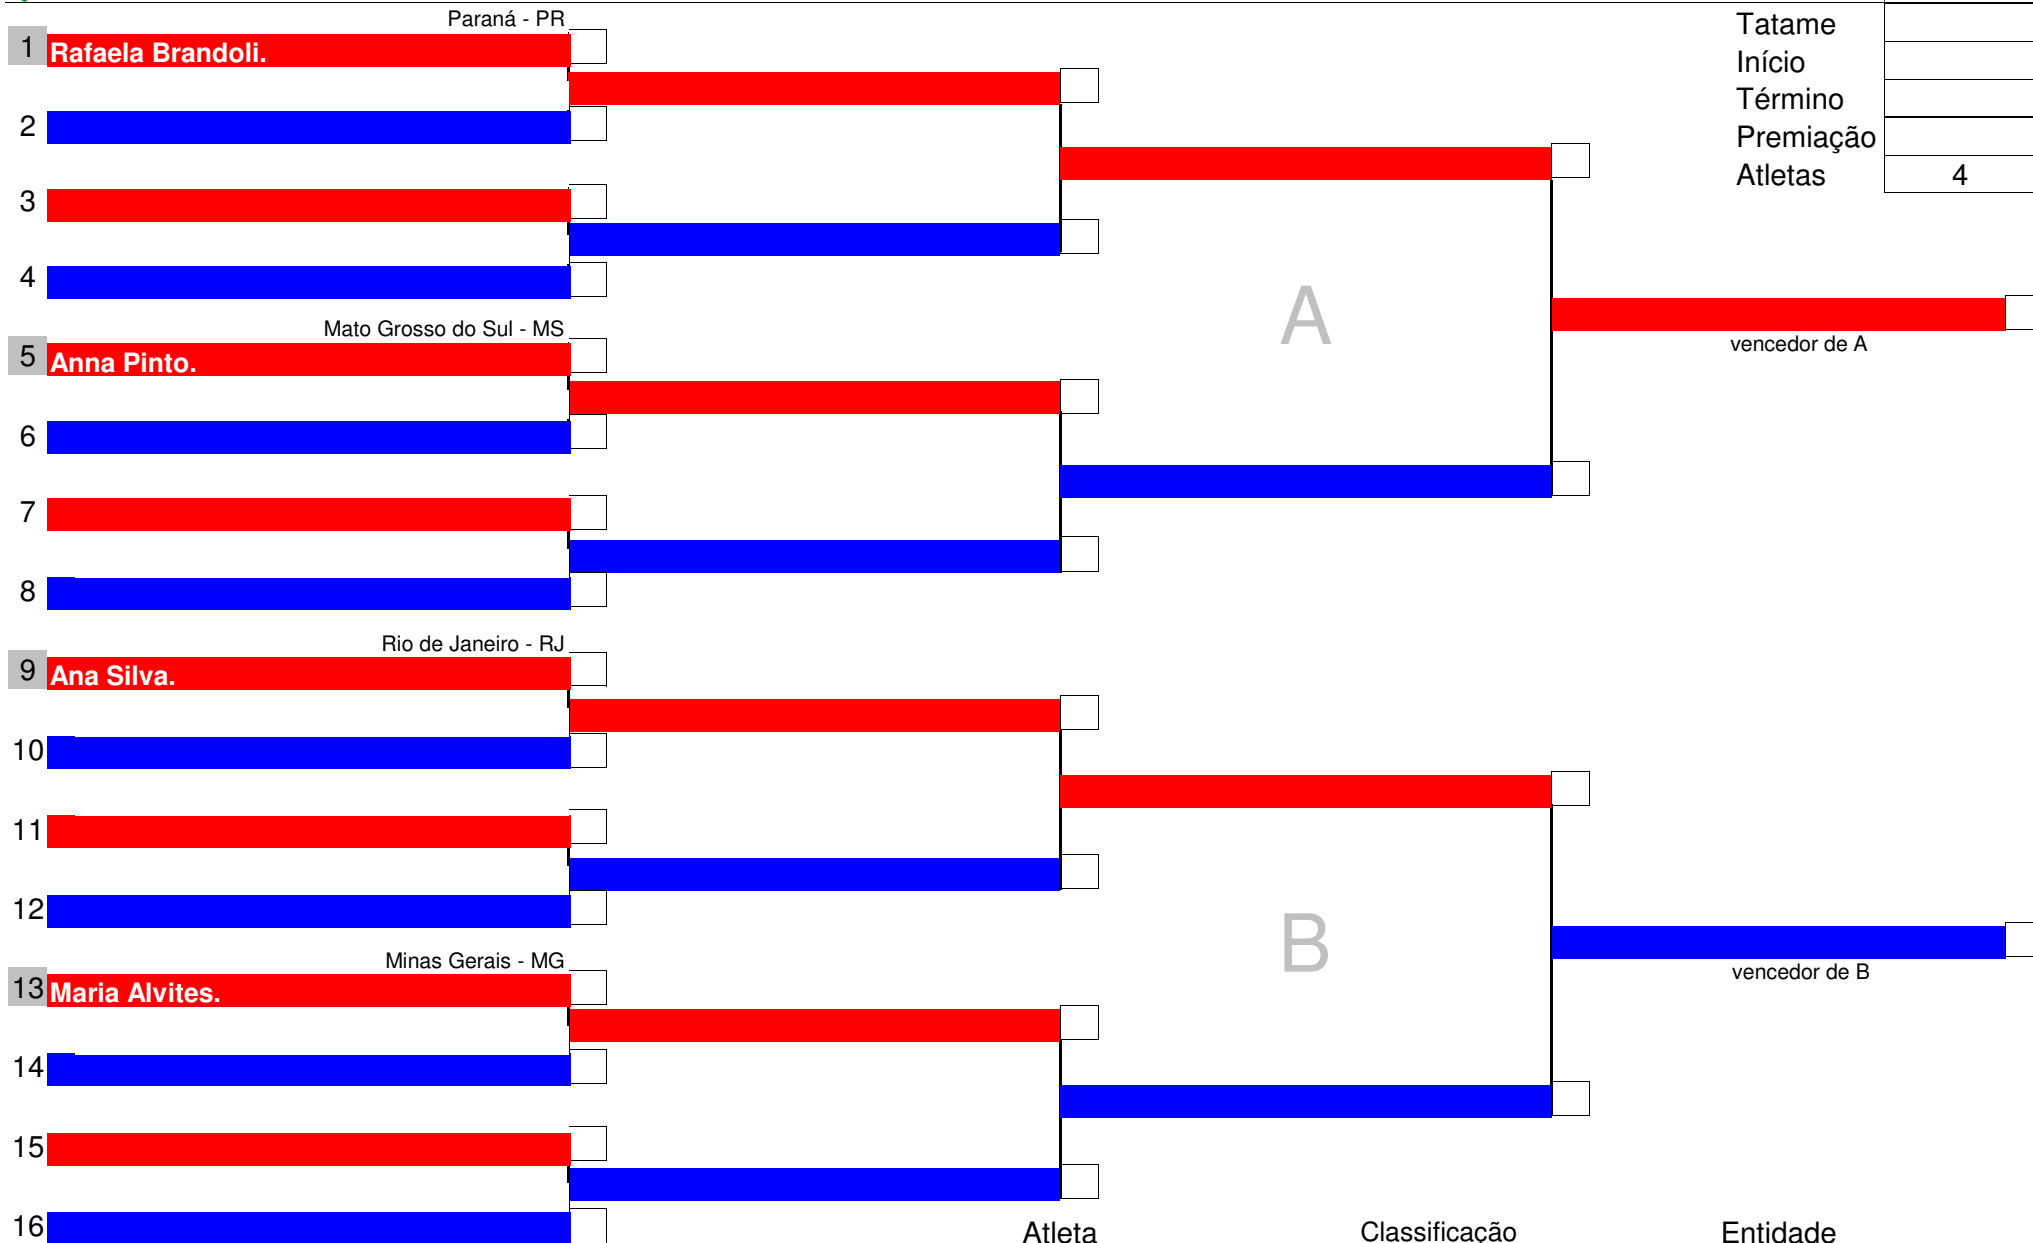 Paraná - PR
Tatame
1 Rafaela Brandoli.
Início
Término
2
Premiação
Atletas 4
3
4
Mato Grosso do Sul - MS
A
vencedor de A
5 Anna Pinto.
6
7
8
Rio de Janeiro - RJ
9 Ana Silva.
10
11
12
B
Minas Gerais - MG
vencedor de B
13 Maria Alvites.
14
15
16
Atleta Classificação Entidade